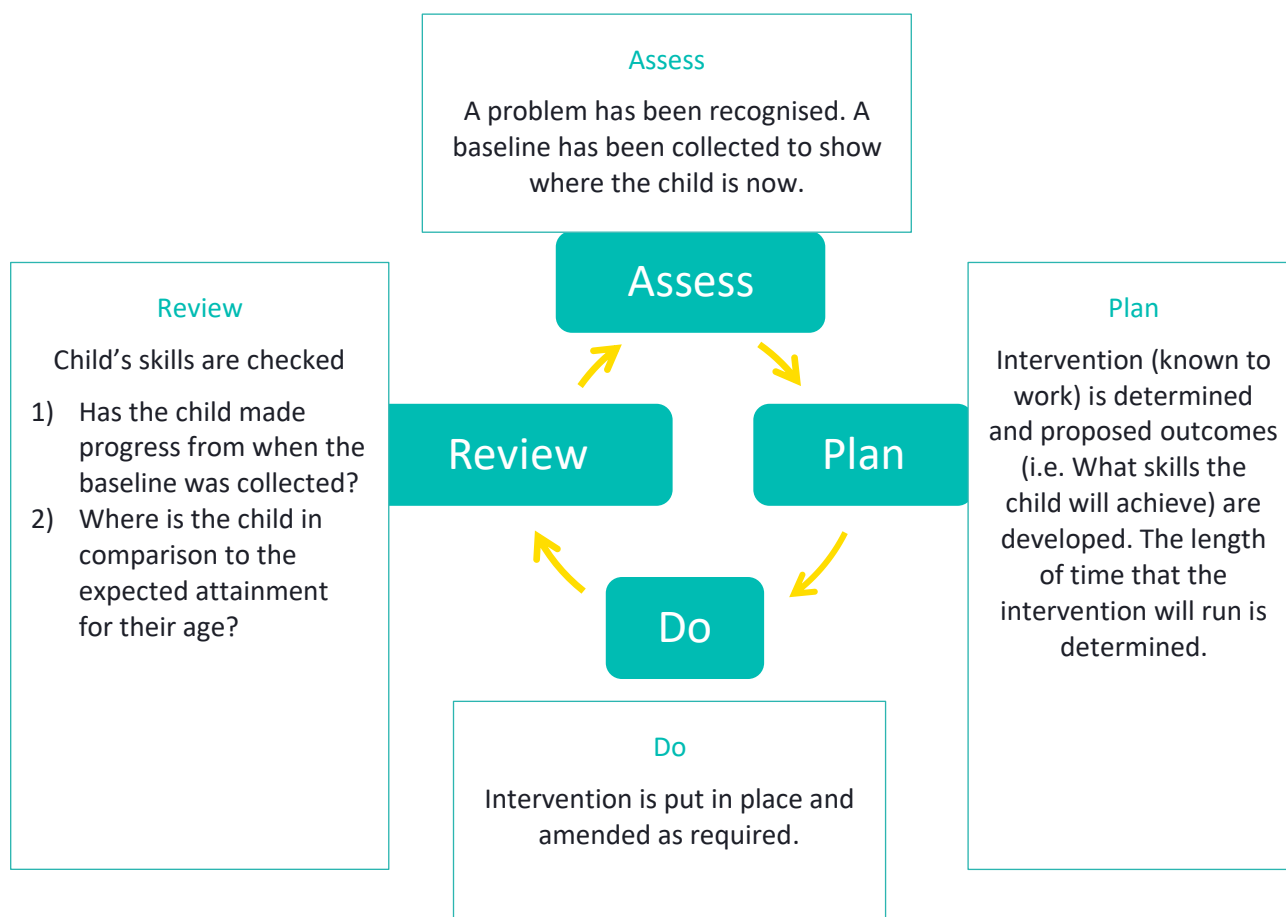 Assess
A problem has been recognised. A
baseline has been collected to show
where the child is now.
Assess
Review
Child’s skills are checked
1) Has the child made
progress from when the
baseline was collected?
2) Where is the child in
comparison to the
expected attainment
for their age?
Review
Plan
Plan
Intervention (known to
work) is determined
and proposed outcomes
(i.e. What skills the
child will achieve) are
developed. The length
of time that the
intervention will run is
determined.
Do
Do
Intervention is put in place and
amended as required.